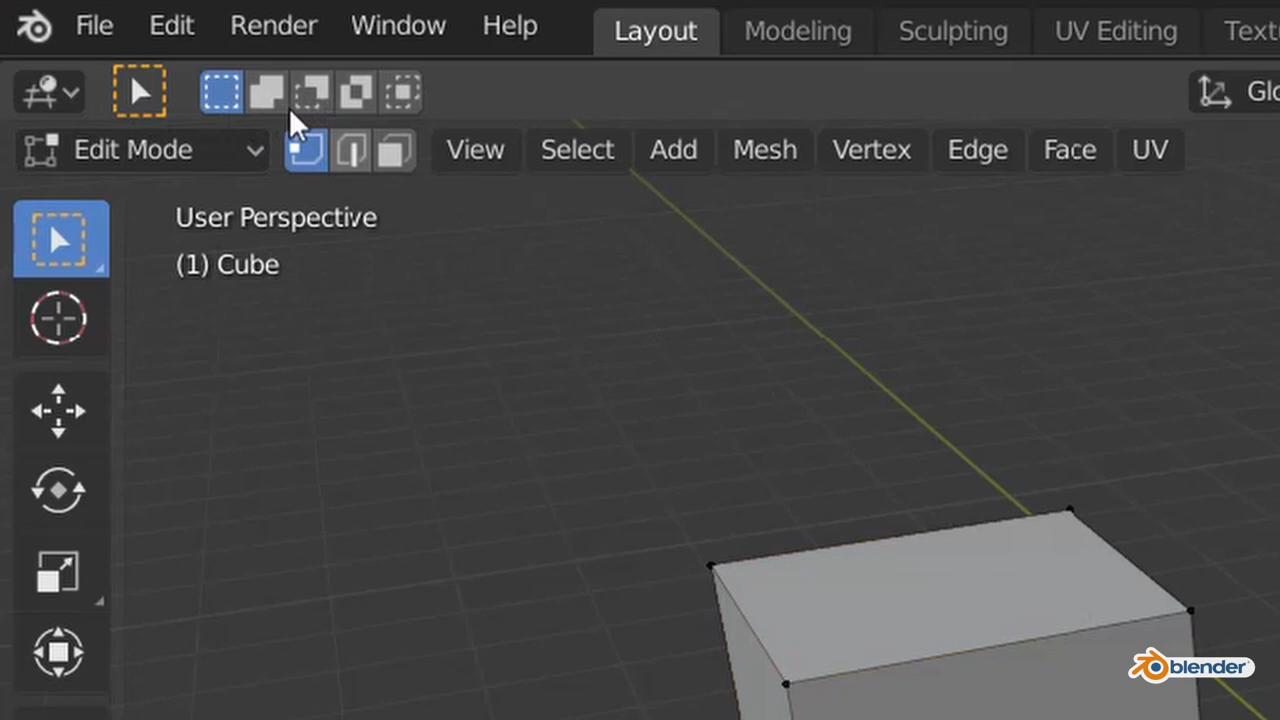 File Edit Render Window Help Layout Modeling Sculpting UV Editing
Edit Mode View Select Add Mesh Vertex Edge Face UV
User Perspective
(1) Cube
blender